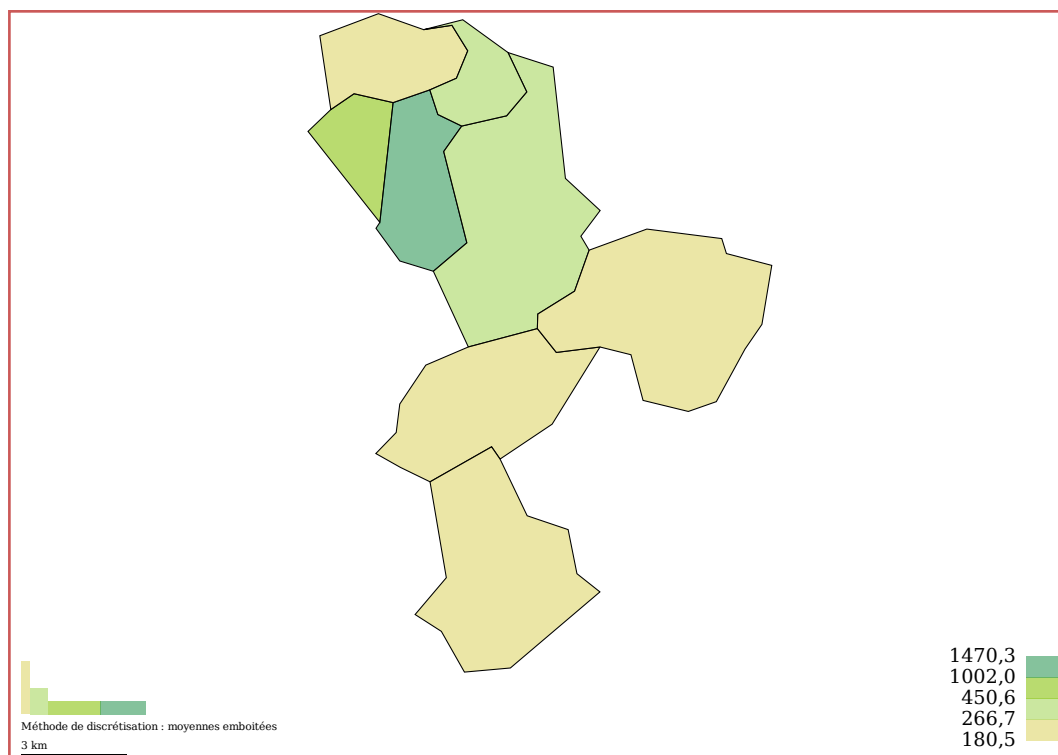 1470,3
1002,0
450,6
266,7
180,5
Méthode de discrétisation : moyennes emboitées
3 km